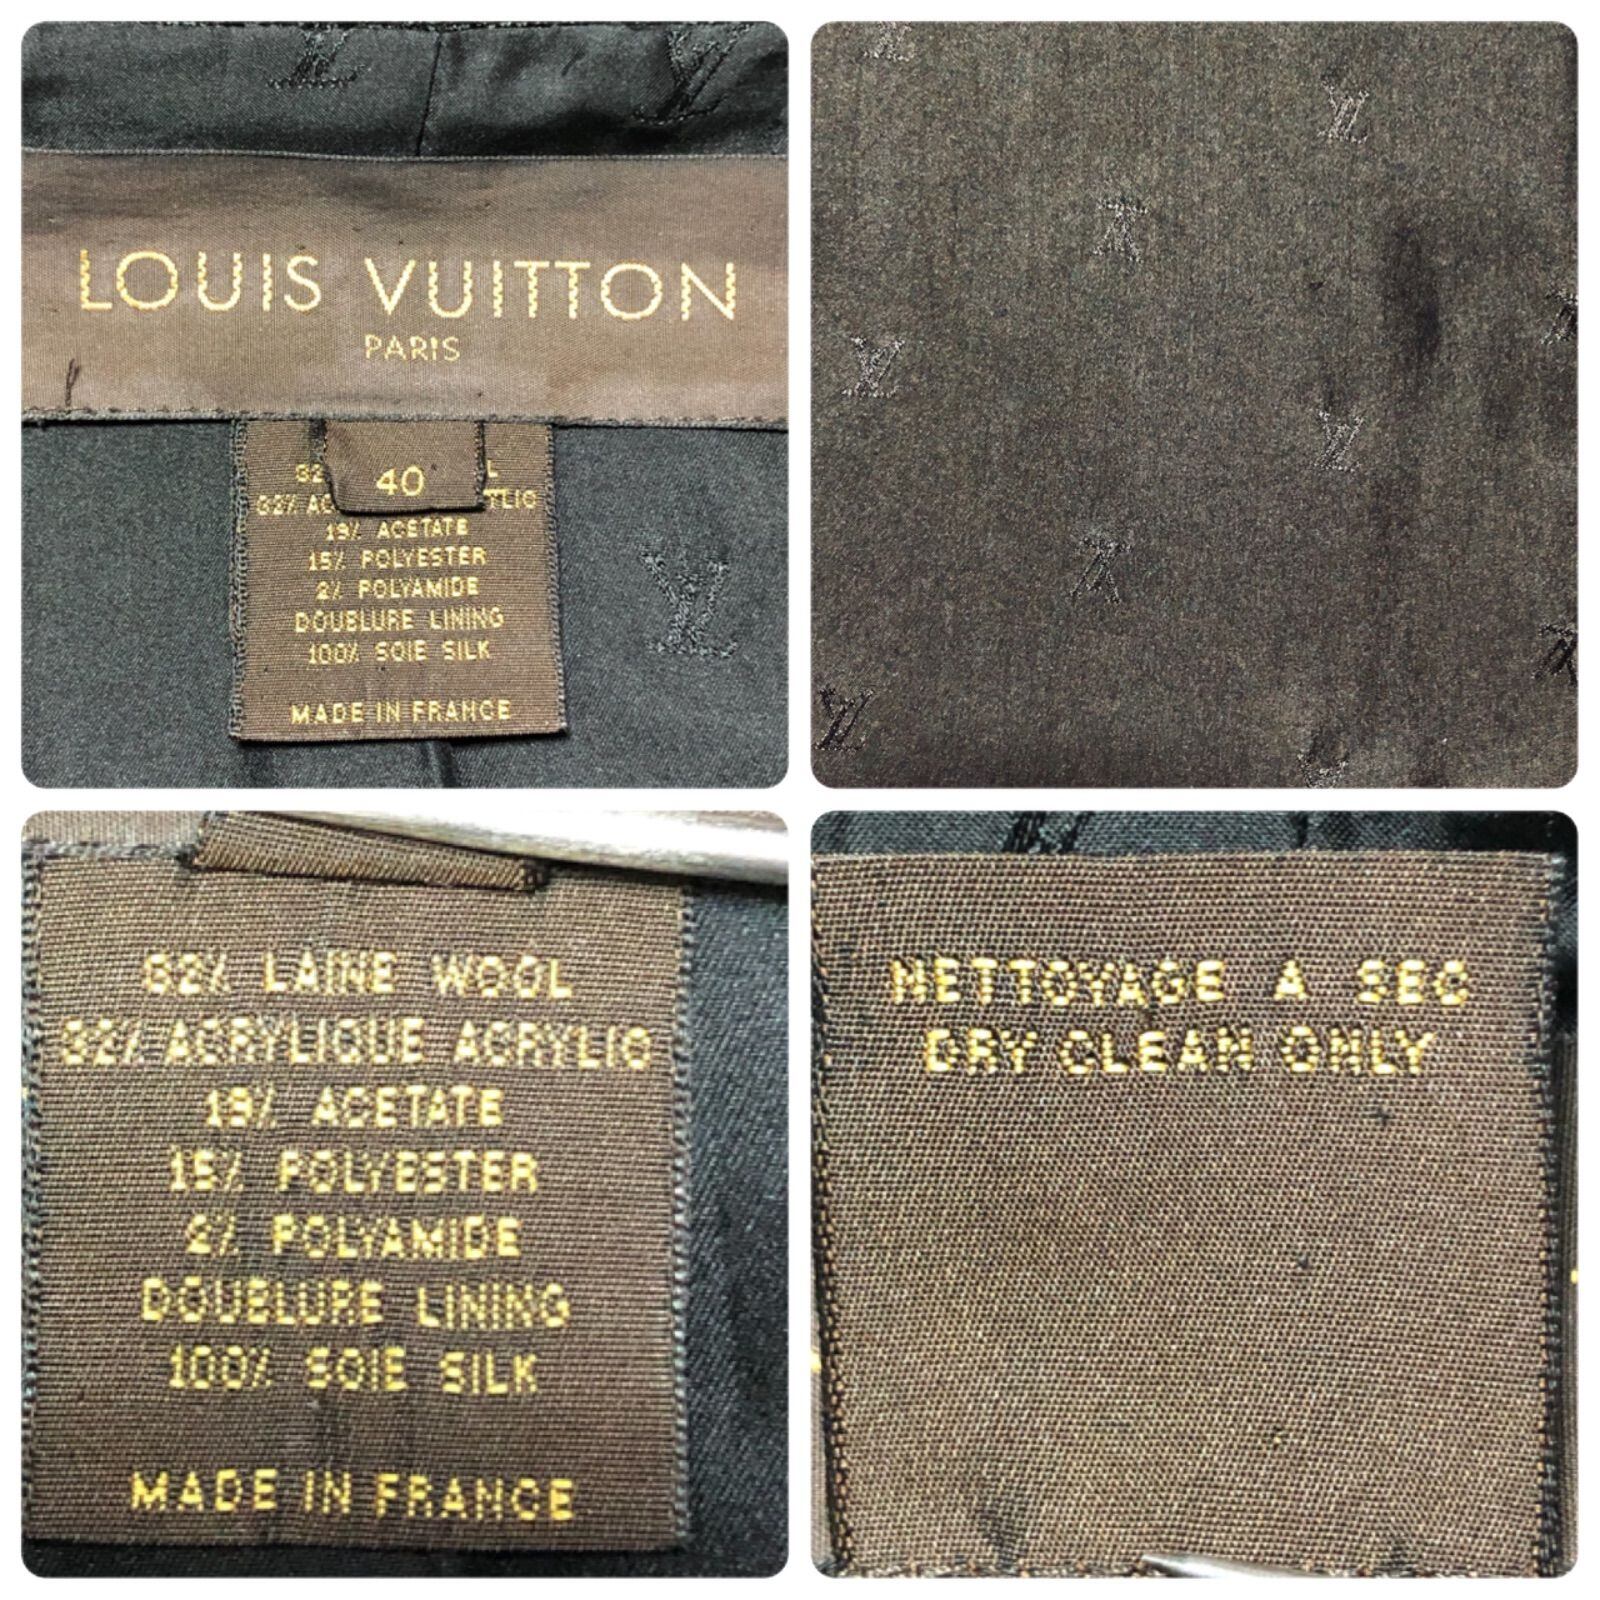 LOUIS VUITTON
PARIS
40
19% ACETATE
15% POLYESTER
2% POLYAMIDE
DOUBLURE LINING
100% SOIE SILK
MADE IN FRANCE
32% LAINE WOOL
32% ACRYLIQUE ACRYLIC
19% ACETATE
15% POLYESTER
2% POLYAMIDE
DOUBLURE LINING
100% SOIE SILK
MADE IN FRANCE
NETTOYAGE A SEC
DRY CLEAN ONLY